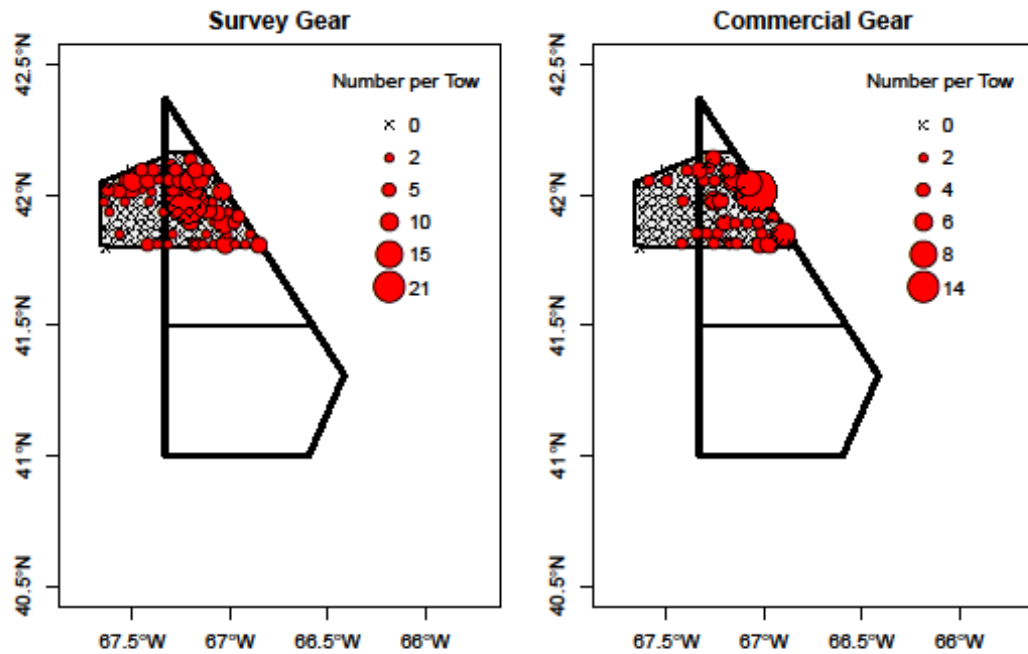 Survey Gear
Number per Tow
0
2
5
10
15
21
42.5°N
42°N
41.5°N
41°N
40.5°N
67.5°W 67°W 66.5°W 66°W
Commercial Gear
Number per Tow
0
2
4
6
8
14
42.5°N
42°N
41.5°N
41°N
40.5°N
67.5°W 67°W 66.5°W 66°W